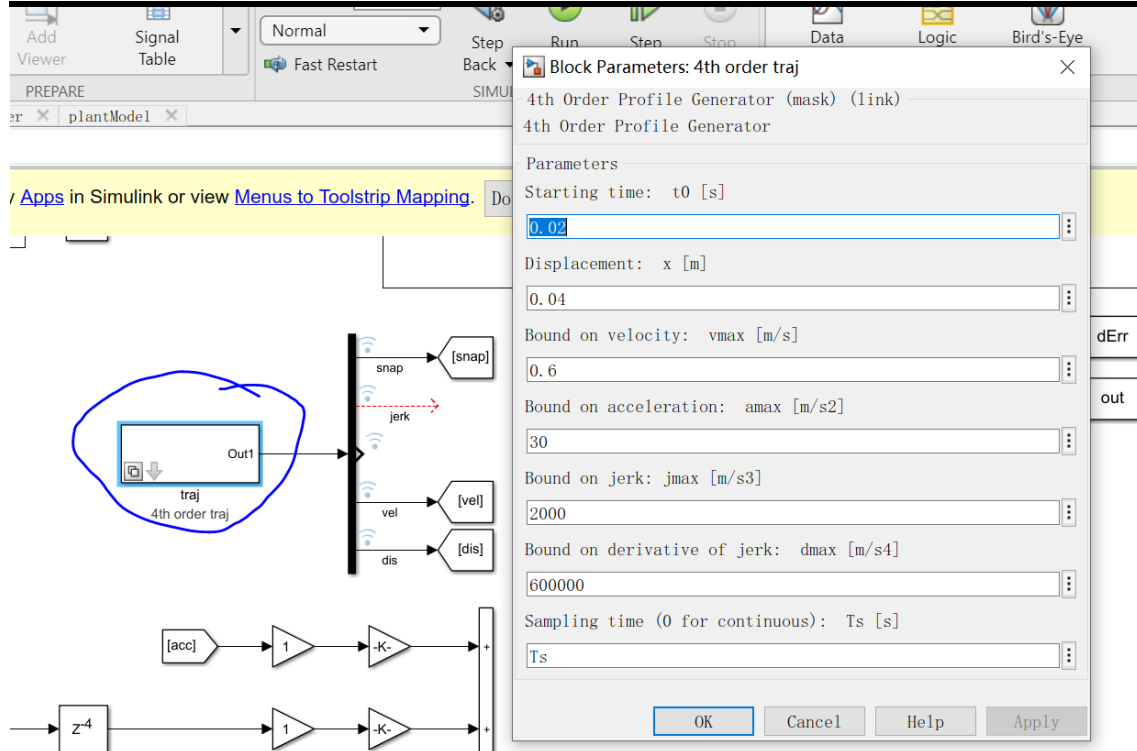 Add
Viewer
Signal
Table
Normal
Fast Restart
Step
Back
Run
Step
Stop
Data
Logic
Bird's-Eye
PREPARE
er
plantModel
Apps in Simulink or view Menus to Toolstrip Mapping. Do
Block Parameters: 4th order traj
4th Order Profile Generator (mask) (link)
4th Order Profile Generator
Parameters
Starting time: t0 [s]
0.02
Displacement: x [m]
0.04
Bound on velocity: vmax [m/s]
0.6
Bound on acceleration: amax [m/s2]
30
Bound on jerk: jmax [m/s3]
2000
Bound on derivative of jerk: dmax [m/s4]
600000
Sampling time (0 for continuous): Ts [s]
Ts
OK
Cancel
Help
Apply
dErr
out
snap
[snap]
jerk
Out1
traj
4th order traj
vel
[vel]
dis
[dis]
[acc]
1
-K-
+
z-4
1
-K-
+